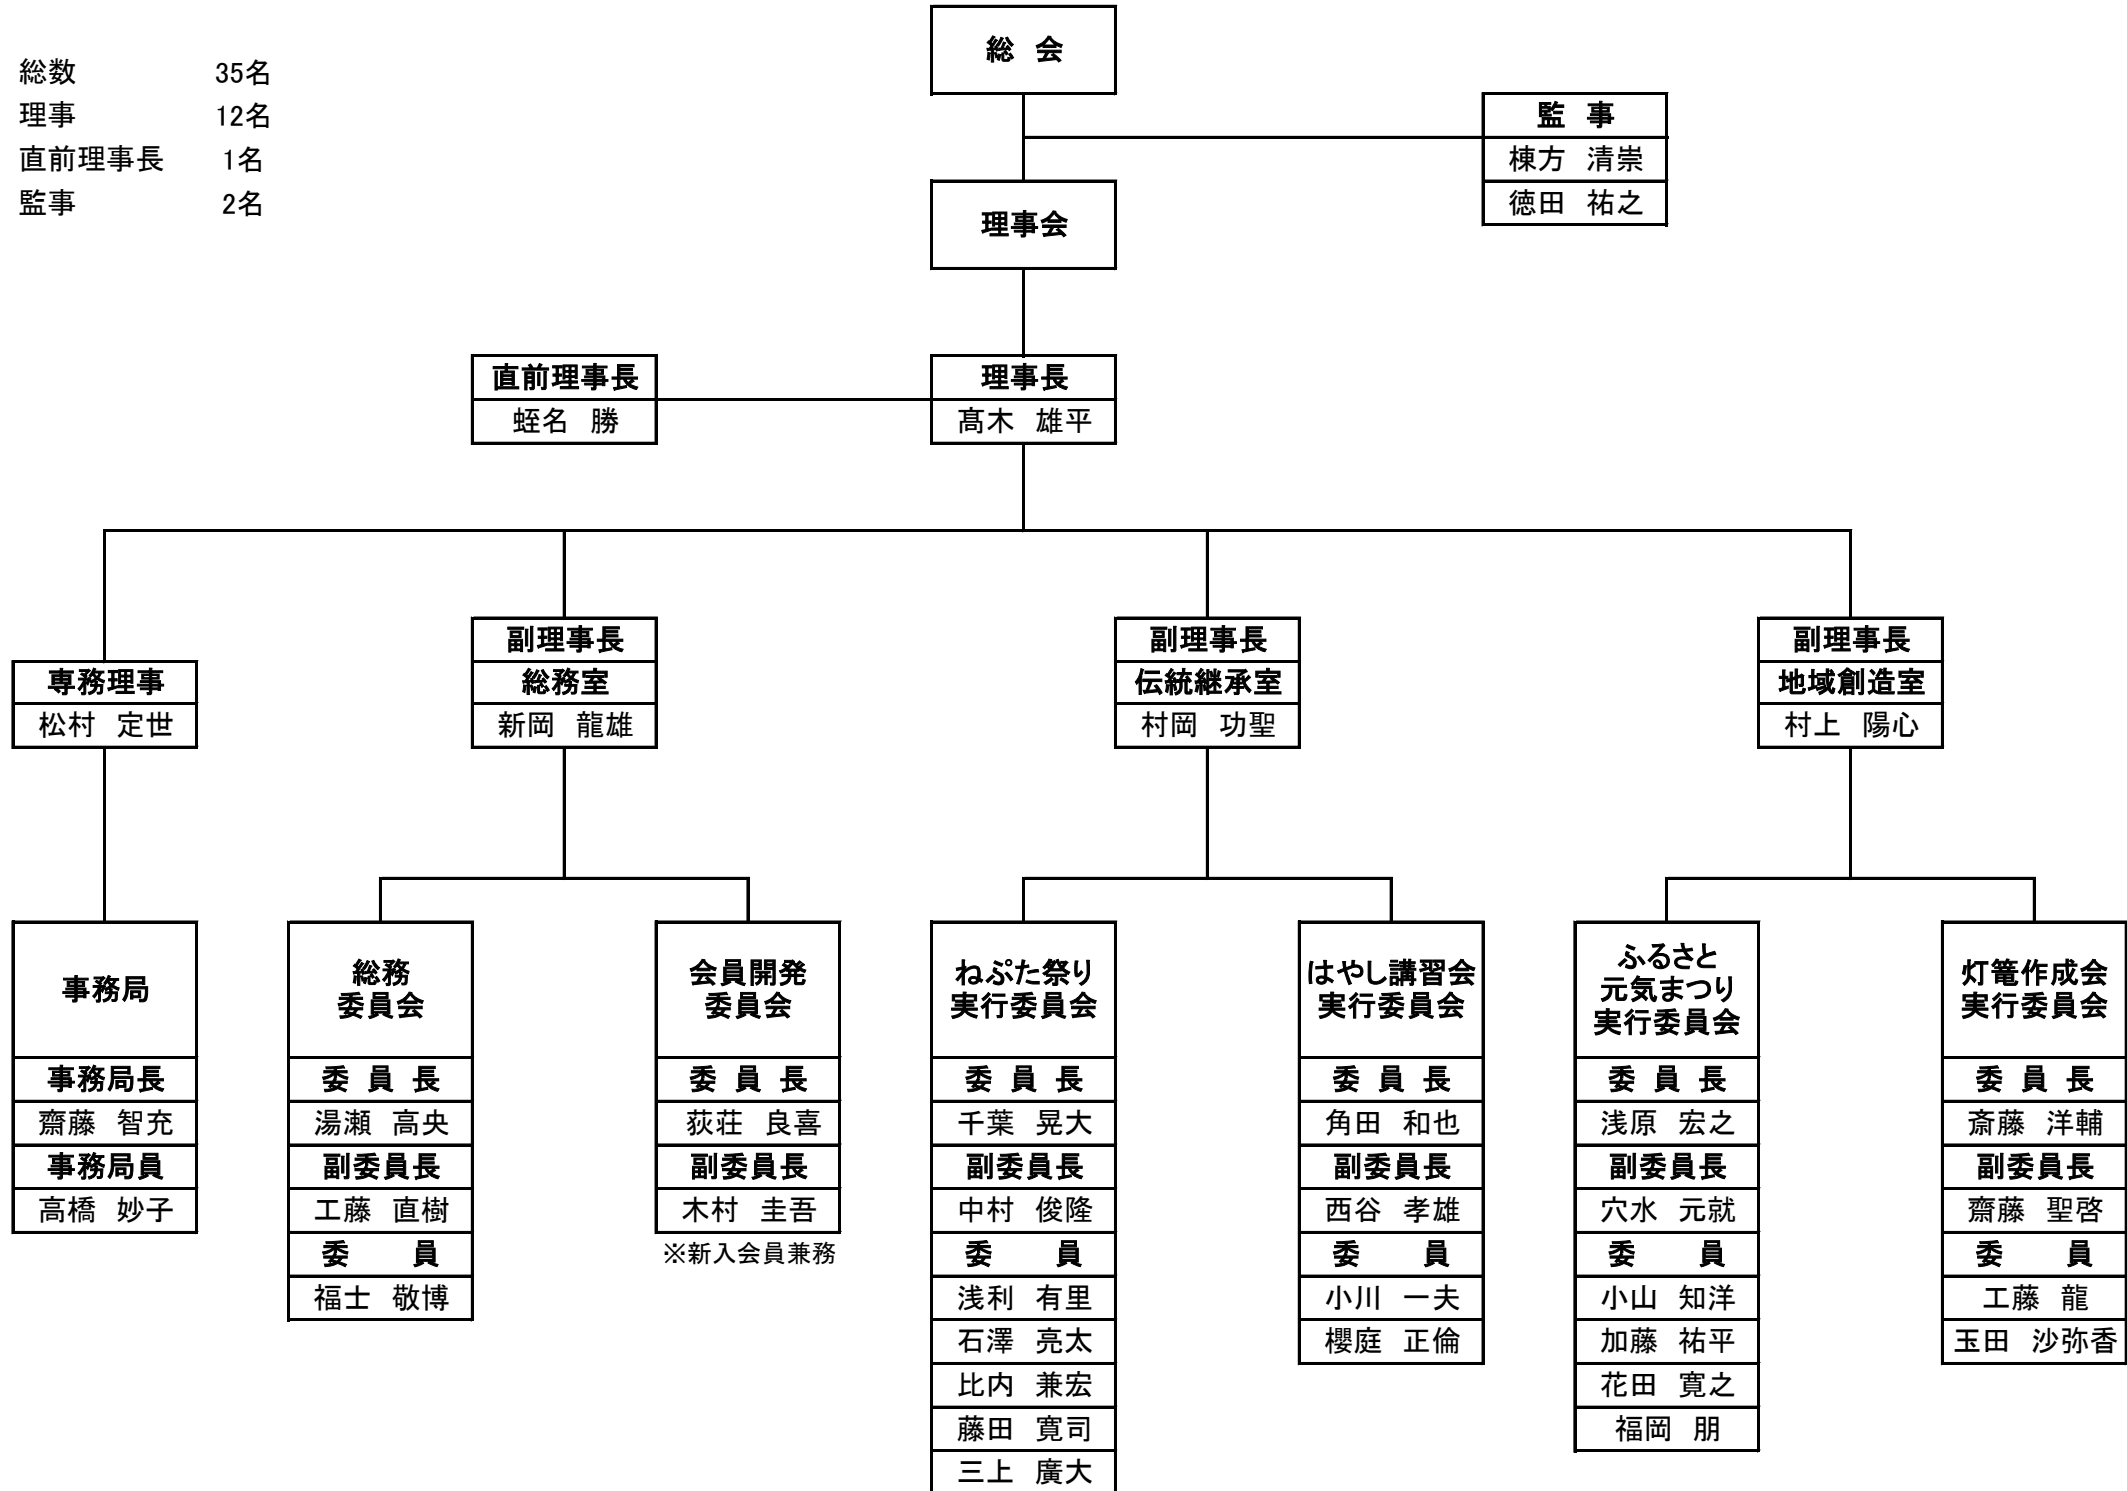 総　会
総数　35名
理事　12名
直前理事長　1名
監事　2名
監　事
棟方　清崇
徳田　祐之
理事会
直前理事長
蛭名　勝
理事長
髙木　雄平
専務理事
松村　定世
副理事長
総務室
新岡　龍雄
副理事長
伝統継承室
村岡　功聖
副理事長
地域創造室
村上　陽心
事務局
事務局長
齋藤　智充
事務局員
高橋　妙子
総務
委員会
委 員 長
湯瀬　高央
副委員長
工藤　直樹
委　　員
福士　敬博
会員開発
委員会
委 員 長
荻荘　良喜
副委員長
木村　圭吾
※新入会員兼務
ねぷた祭り
実行委員会
委 員 長
千葉　晃大
副委員長
中村　俊隆
委　　員
浅利　有里
石澤　亮太
比内　兼宏
藤田　寛司
三上　廣大
はやし講習会
実行委員会
委 員 長
角田　和也
副委員長
西谷　孝雄
委　　員
小川　一夫
櫻庭　正倫
ふるさと
元気まつり
実行委員会
委 員 長
浅原　宏之
副委員長
穴水　元就
委　　員
小山　知洋
加藤　祐平
花田　寛之
福岡　朋
灯篭作成会
実行委員会
委 員 長
斎藤　洋輔
副委員長
齋藤　聖啓
委　　員
工藤　龍
玉田　沙弥香